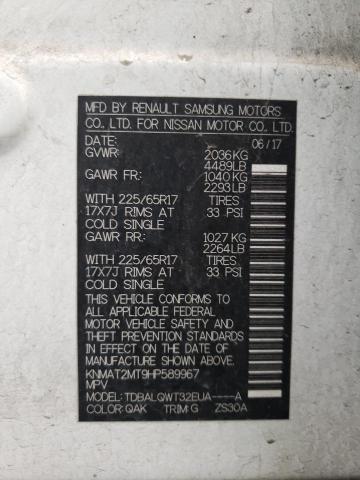 MFD BY RENAULT SAMSUNG MOTORS
CO., LTD. FOR NISSAN MOTOR CO., LTD.
DATE: 06/17
GVWR: 2036KG
4489LB
GAWR FR: 1040 KG
2293LB
WITH 225/65R17 TIRES
17X7J RIMS AT 33 PSI
COLD SINGLE
GAWR RR: 1027 KG
2264LB
WITH 225/65R17 TIRES
17X7J RIMS AT 33 PSI
COLD SINGLE
THIS VEHICLE CONFORMS TO
ALL APPLICABLE FEDERAL
MOTOR VEHICLE SAFETY AND
THEFT PREVENTION STANDARDS
IN EFFECT ON THE DATE OF
MANUFACTURE SHOWN ABOVE.
KNMAT2MT9HP589967
MPV
MODEL: TDBALQWT32EUA----A
COLOR: QAK TRIM:G ZS30A